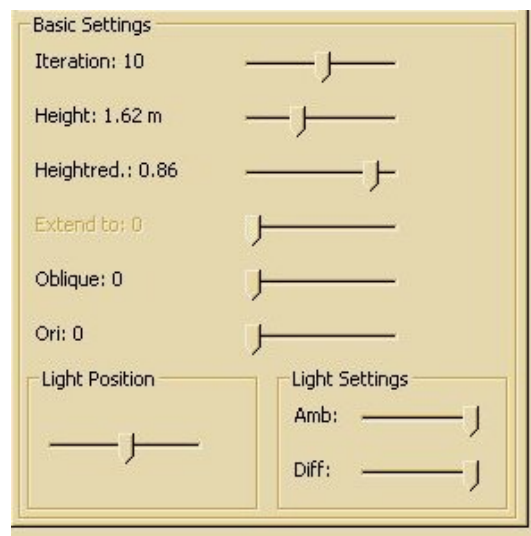 Basic Settings
Iteration: 10
Height: 1.62 m
Heightred.: 0.86
Extend to: 0
Oblique: 0
Ori: 0
Light Position
Light Settings
Amb:
Diff: